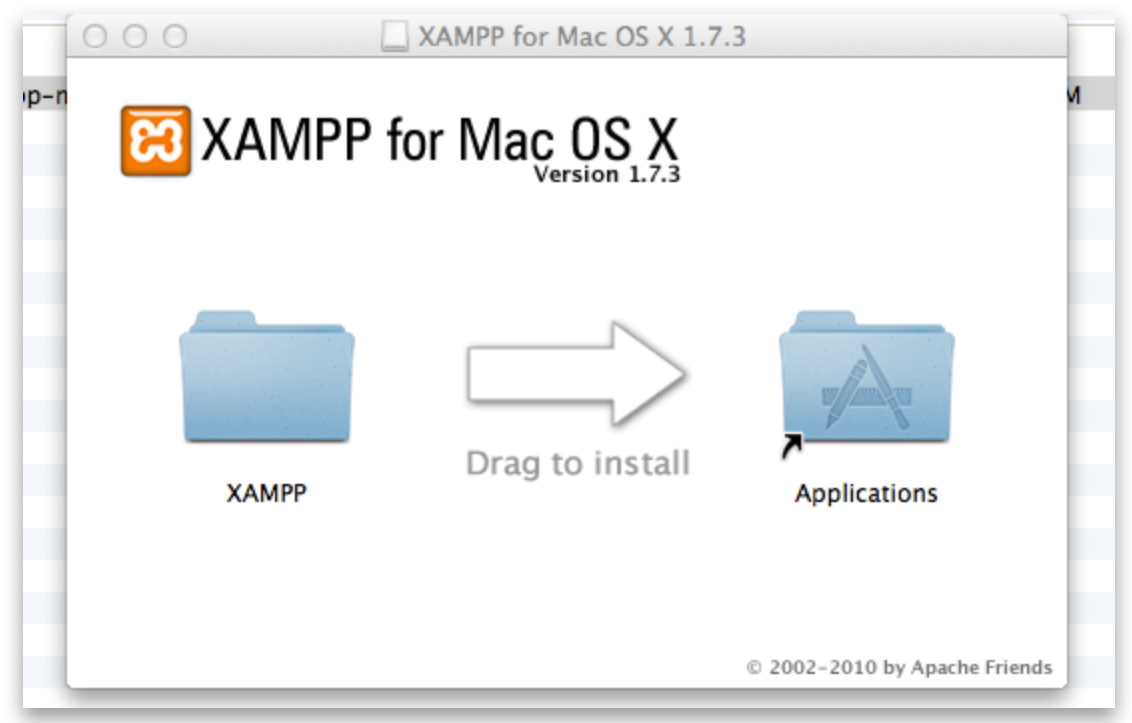 XAMPP for Mac OS X 1.7.3
p-n
M
XAMPP for Mac OS X
Version 1.7.3
Drag to install
XAMPP
Applications
© 2002-2010 by Apache Friends